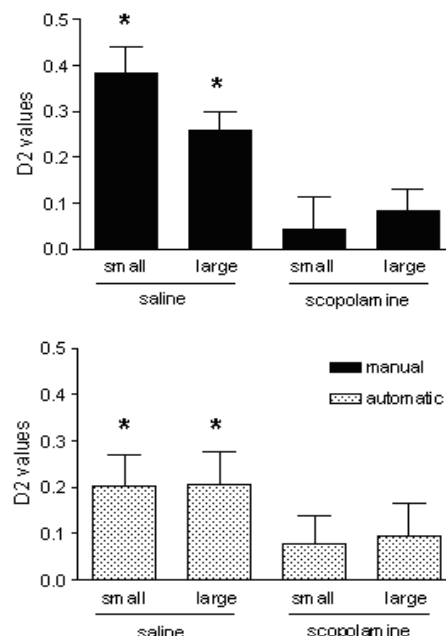 *
*
D2 values
0.5
0.4
0.3
0.2
0.1
0.0
small large small large
saline scopolamine
manual
automatic
* *
D2 values
0.5
0.4
0.3
0.2
0.1
0.0
small large small large
saline scopolamine